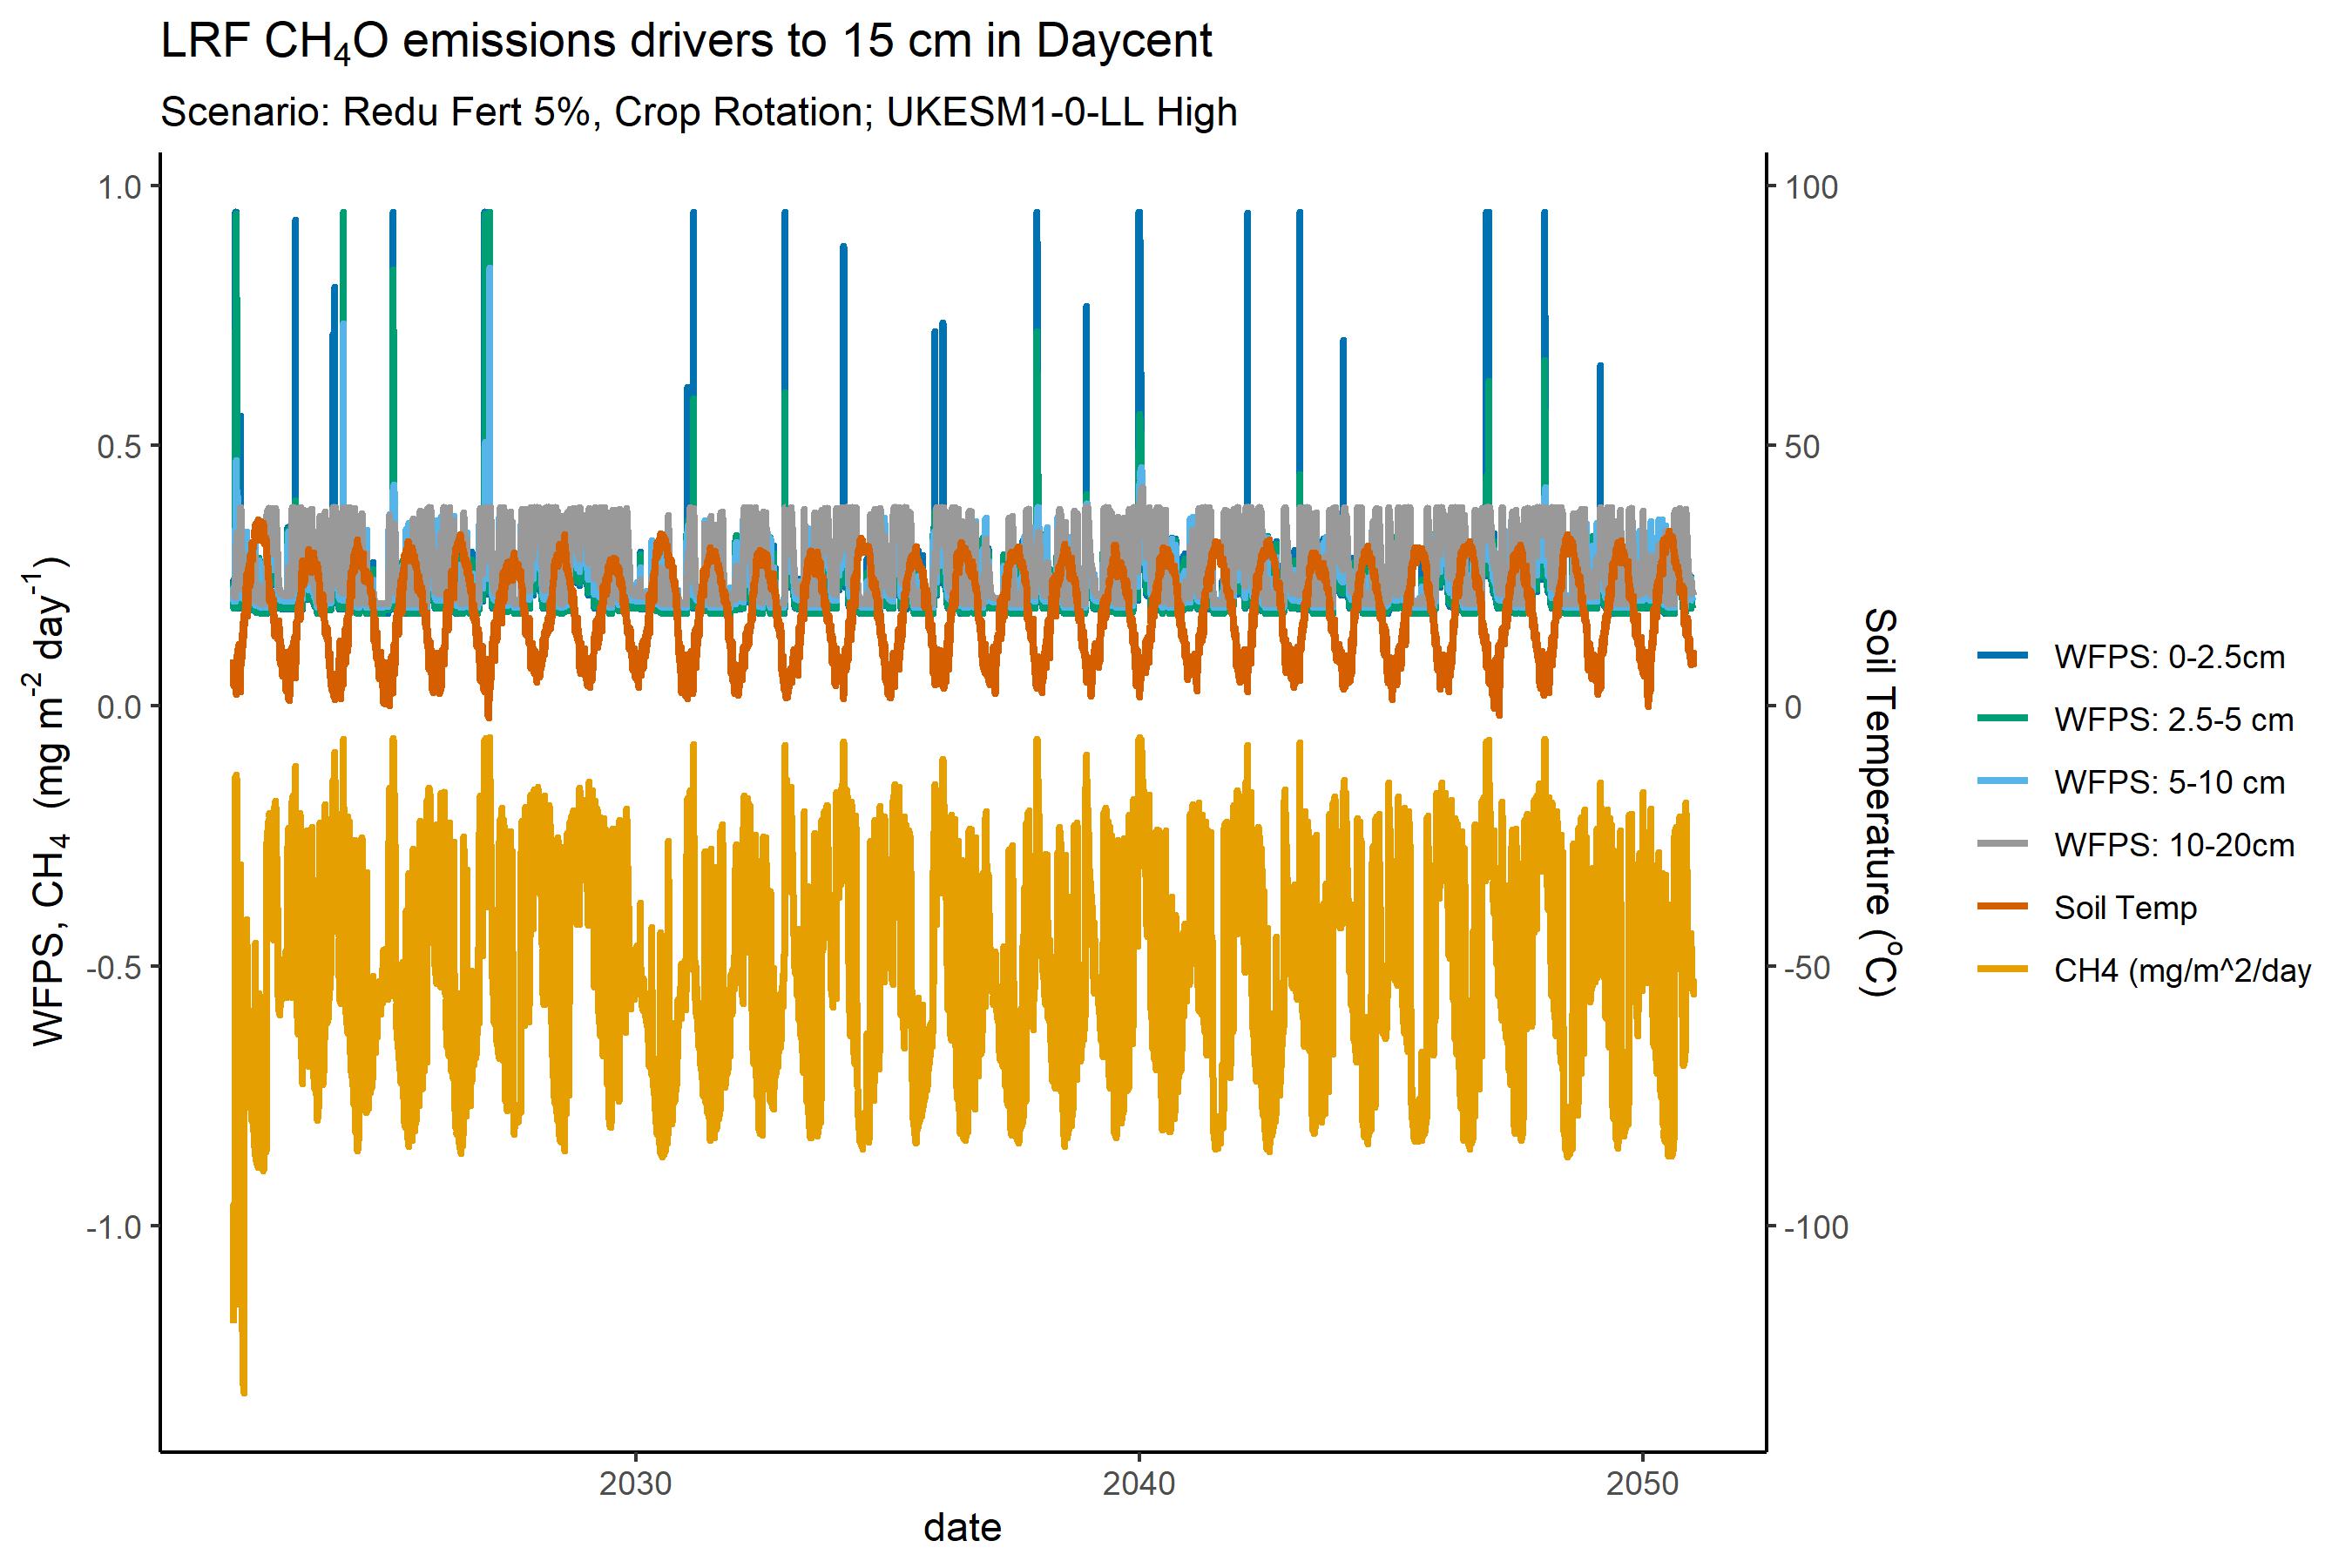 LRF CH₄O emissions drivers to 15 cm in Daycent
Scenario: Redu Fert 5%, Crop Rotation; UKESM1-0-LL High
WFPS, CH₄ (mg m⁻² day⁻¹)
1.0
0.5
0.0
-0.5
-1.0
100
50
0
-50
-100
Soil Temperature (ºC)
2030
2040
2050
date
WFPS: 0-2.5cm
WFPS: 2.5-5 cm
WFPS: 5-10 cm
WFPS: 10-20cm
Soil Temp
CH4 (mg/m^2/day